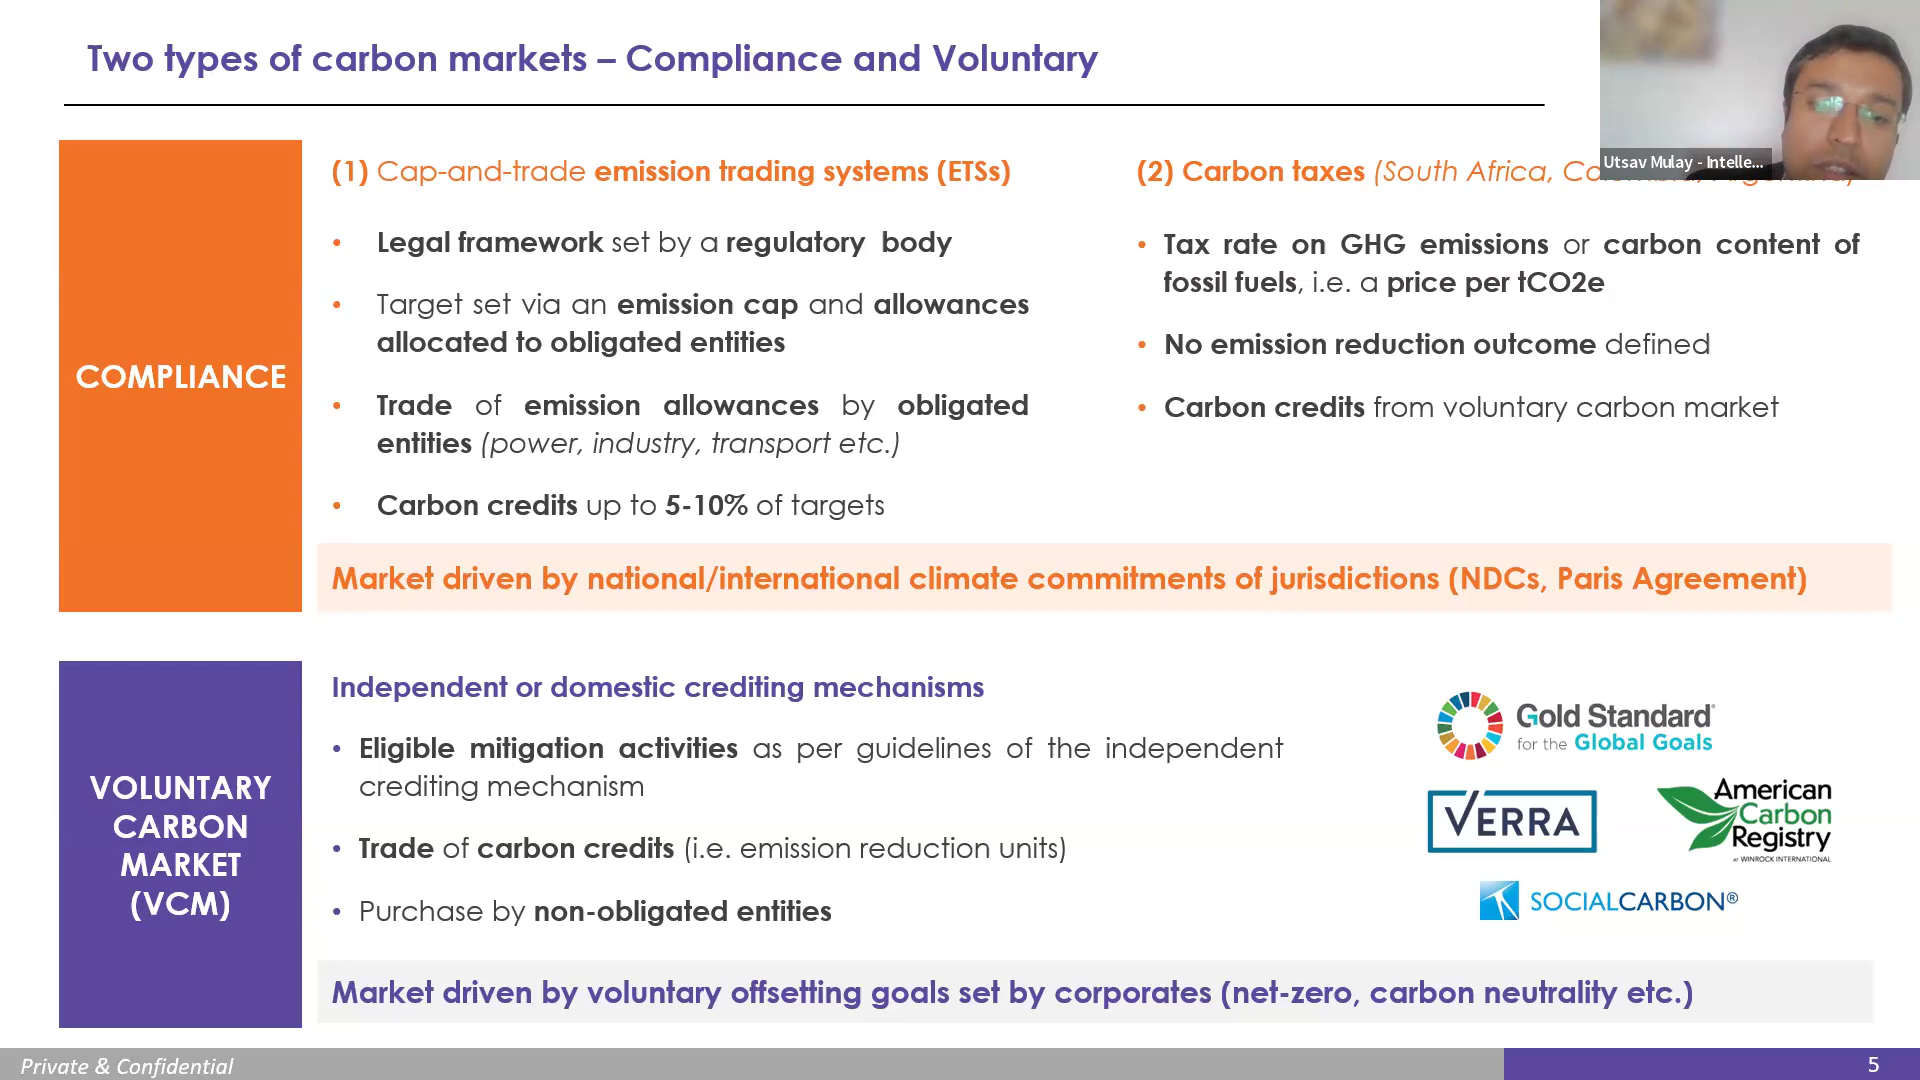 Two types of carbon markets – Compliance and Voluntary
Utsav Mulay - Intelle...
COMPLIANCE
(1) Cap-and-trade emission trading systems (ETSs)
• Legal framework set by a regulatory body
• Target set via an emission cap and allowances
allocated to obligated entities
• Trade of emission allowances by obligated
entities (power, industry, transport etc.)
• Carbon credits up to 5-10% of targets
(2) Carbon taxes (South Africa,
• Tax rate on GHG emissions or carbon content of
fossil fuels, i.e. a price per tCO2e
• No emission reduction outcome defined
• Carbon credits from voluntary carbon market
Market driven by national/international climate commitments of jurisdictions (NDCs, Paris Agreement)
VOLUNTARY
CARBON
MARKET
(VCM)
Independent or domestic crediting mechanisms
• Eligible mitigation activities as per guidelines of the independent
crediting mechanism
• Trade of carbon credits (i.e. emission reduction units)
• Purchase by non-obligated entities
Gold Standard
for the Global Goals
VERRA
American
Carbon
Registry
AT WINROCK INTERNATIONAL
SOCIALCARBON®
Market driven by voluntary offsetting goals set by corporates (net-zero, carbon neutrality etc.)
Private & Confidential
5